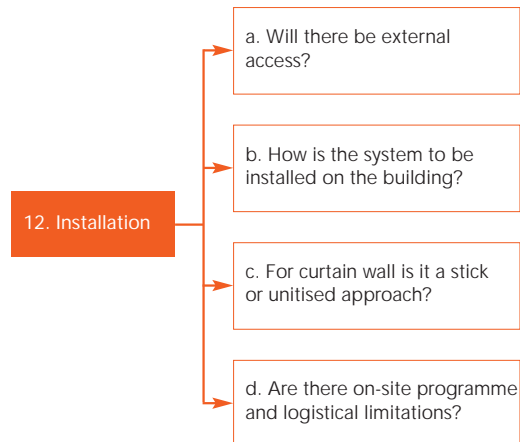 12. Installation
a. Will there be external
access?
b. How is the system to be
installed on the building?
c. For curtain wall is it a stick
or unitised approach?
d. Are there on-site programme
and logistical limitations?